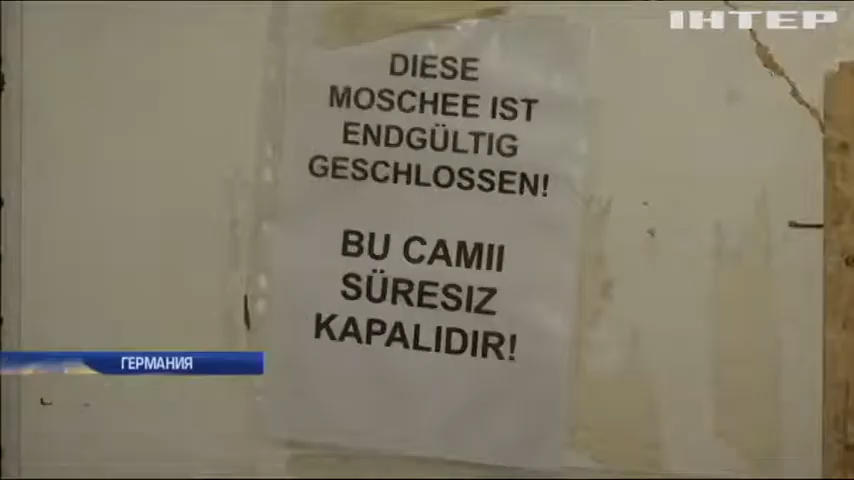 ІНТЕР
DIESE
MOSCHEE IST
ENDGÜLTIG
GESCHLOSSEN!
BU CAMII
SÜRESIZ
KAPALIDIR!
ГЕРМАНИЯ